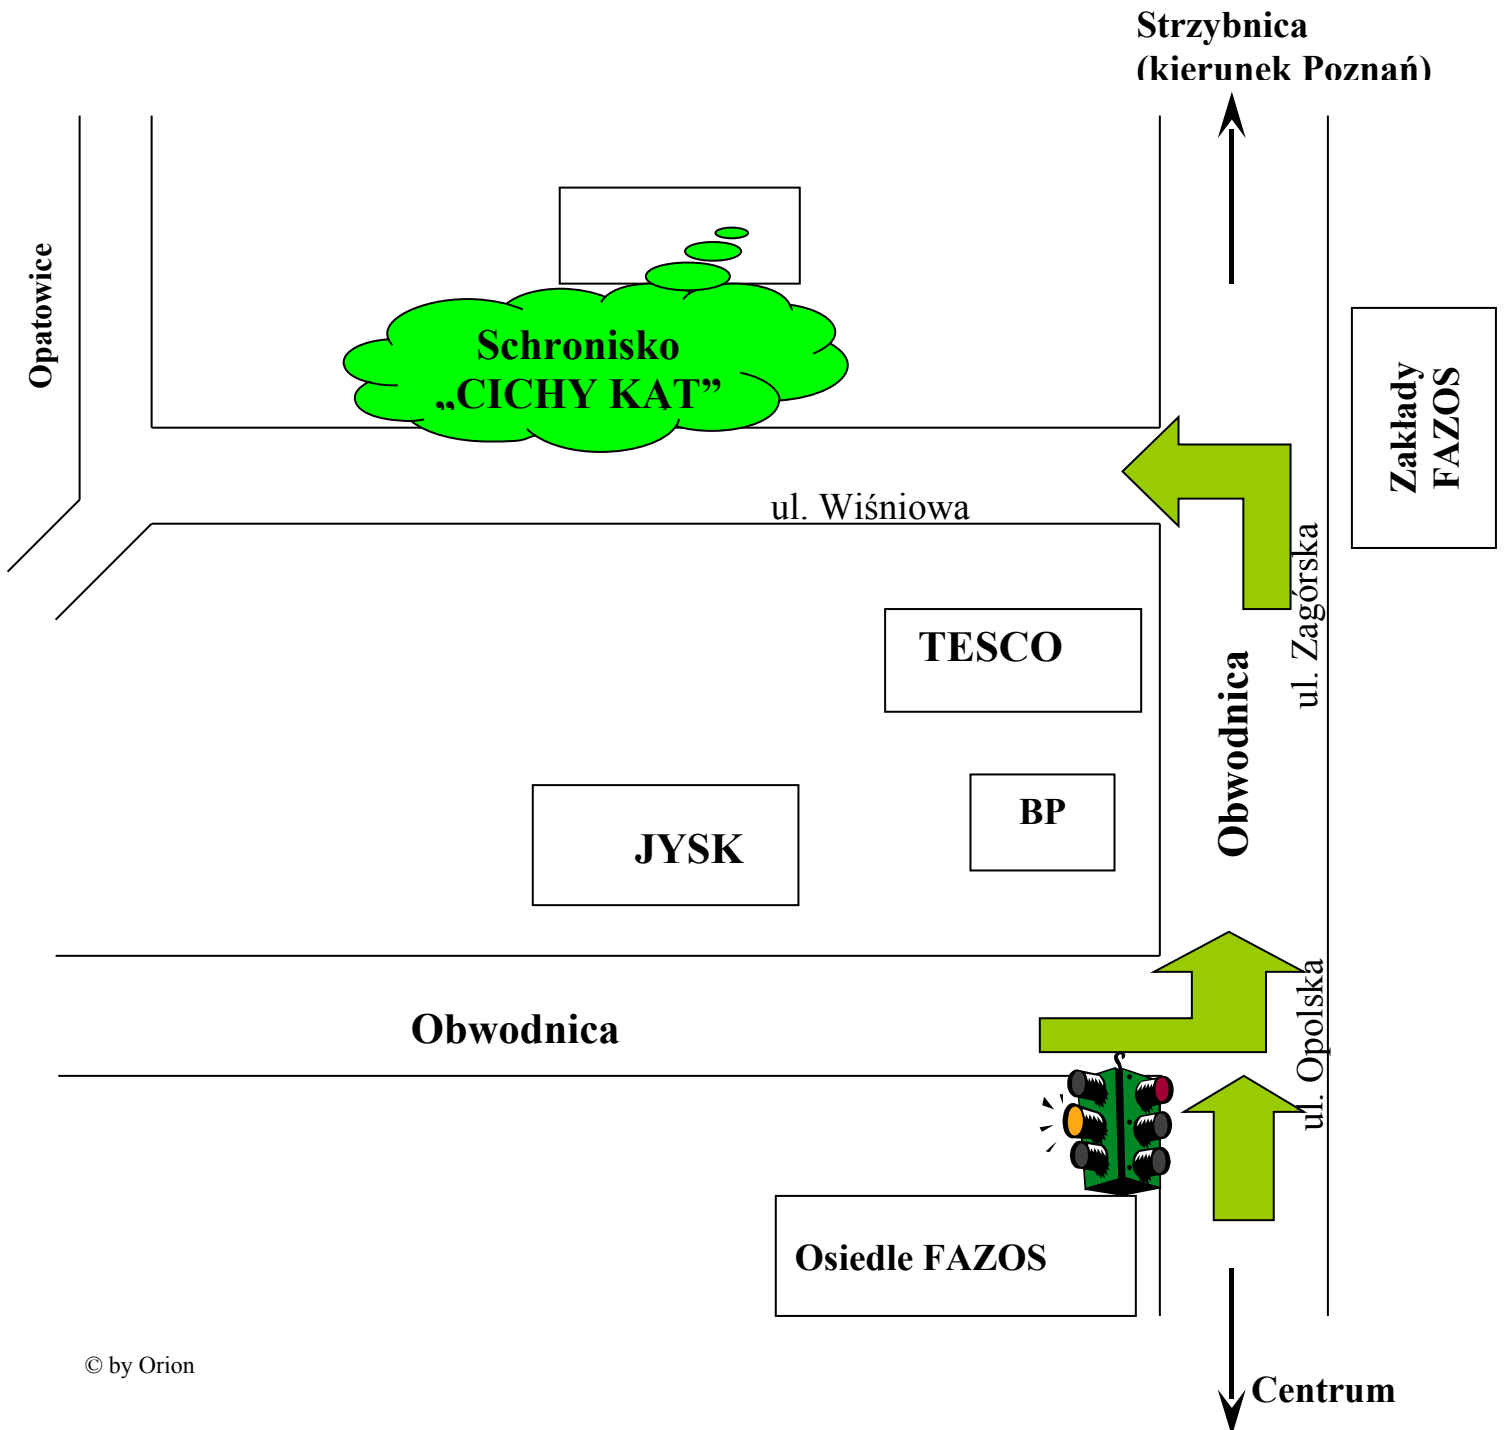 Strzybnica
(kierunek Poznań)
Opatowice
Schronisko
„CICHY KĄT”
Zakłady
FAZOS
ul. Wiśniowa
ul. Zagórska
TESCO
Obwodnica
BP
JYSK
Obwodnica
ul. Opolska
Osiedle FAZOS
© by Orion
Centrum